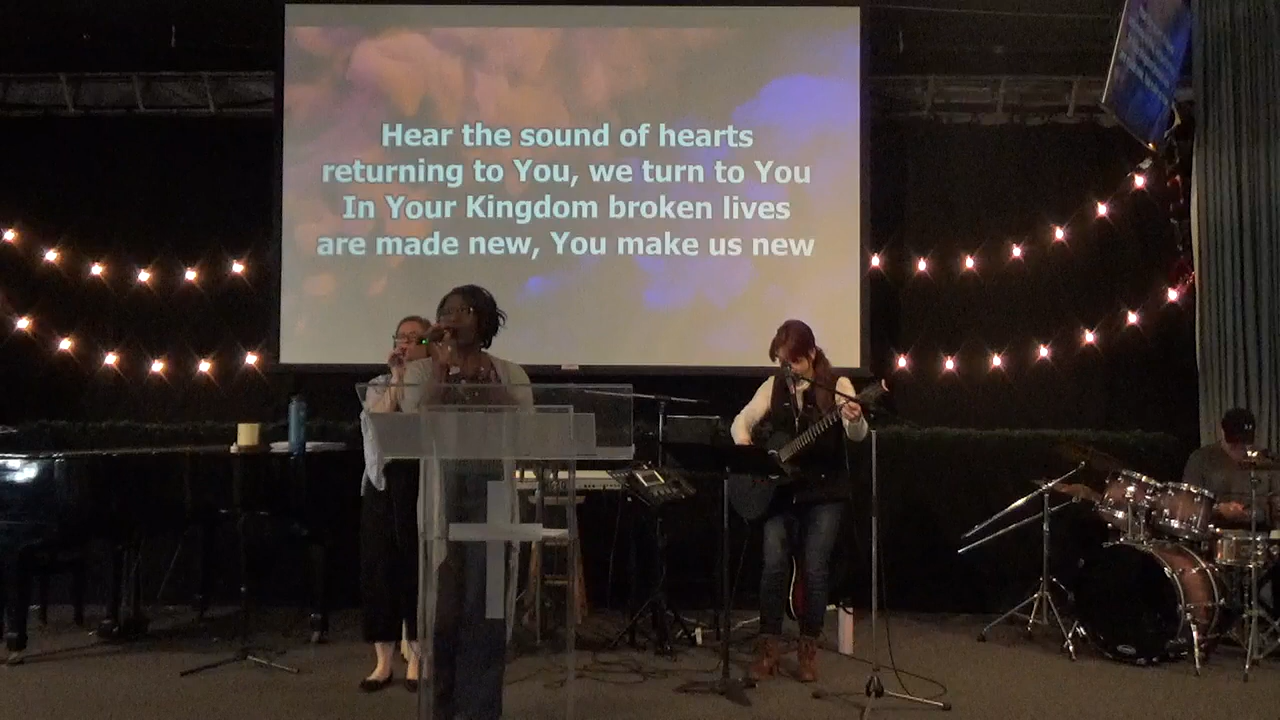 Hear the sound of hearts
returning to You, we turn to You
In Your Kingdom broken lives
are made new, You make us new